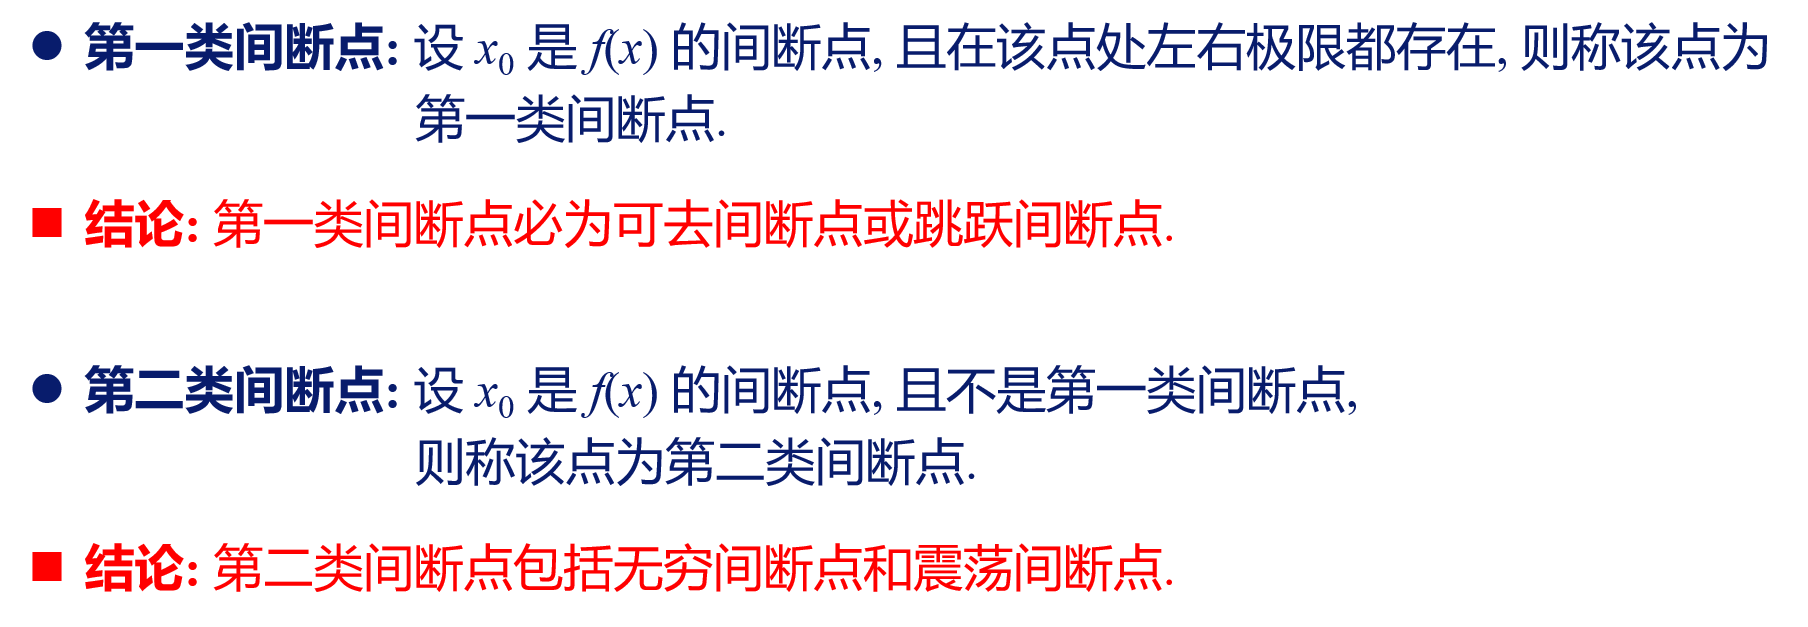 ● 第一类间断点: 设 x₀ 是 f(x) 的间断点, 且在该点处左右极限都存在, 则称该点为
第一类间断点.
■ 结论: 第一类间断点必为可去间断点或跳跃间断点.
● 第二类间断点: 设 x₀ 是 f(x) 的间断点, 且不是第一类间断点,
则称该点为第二类间断点.
■ 结论: 第二类间断点包括无穷间断点和震荡间断点.